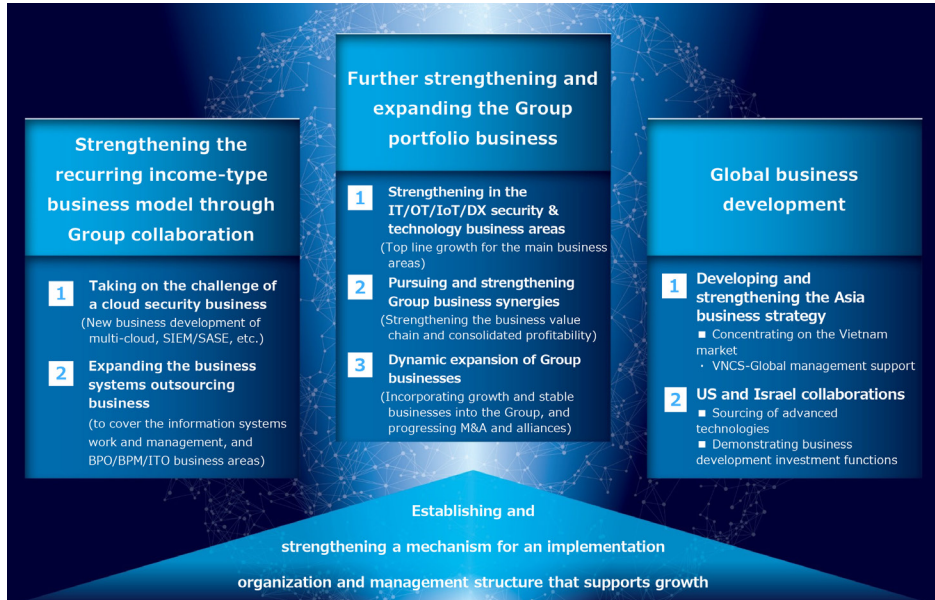 Strengthening the
recurring income-type
business model through
Group collaboration
1
Taking on the challenge of
a cloud security business
(New business development of
multi-cloud, SIEM/SASE, etc.)
2
Expanding the business
systems outsourcing
business
(to cover the information systems
work and management, and
BPO/BPM/ITO business areas)
Further strengthening and
expanding the Group
portfolio business
1
Strengthening in the
IT/OT/IoT/DX security &
technology business areas
(Top line growth for the main business
areas)
2
Pursuing and strengthening
Group business synergies
(Strengthening the business value
chain and consolidated profitability)
3
Dynamic expansion of Group
businesses
(Incorporating growth and stable
businesses into the Group, and
progressing M&A and alliances)
Global business
development
1
Developing and
strengthening the Asia
business strategy
■ Concentrating on the Vietnam
market
・ VNCS-Global management support
2
US and Israel collaborations
■ Sourcing of advanced
technologies
■ Demonstrating business
development investment functions
Establishing and
strengthening a mechanism for an implementation
organization and management structure that supports growth